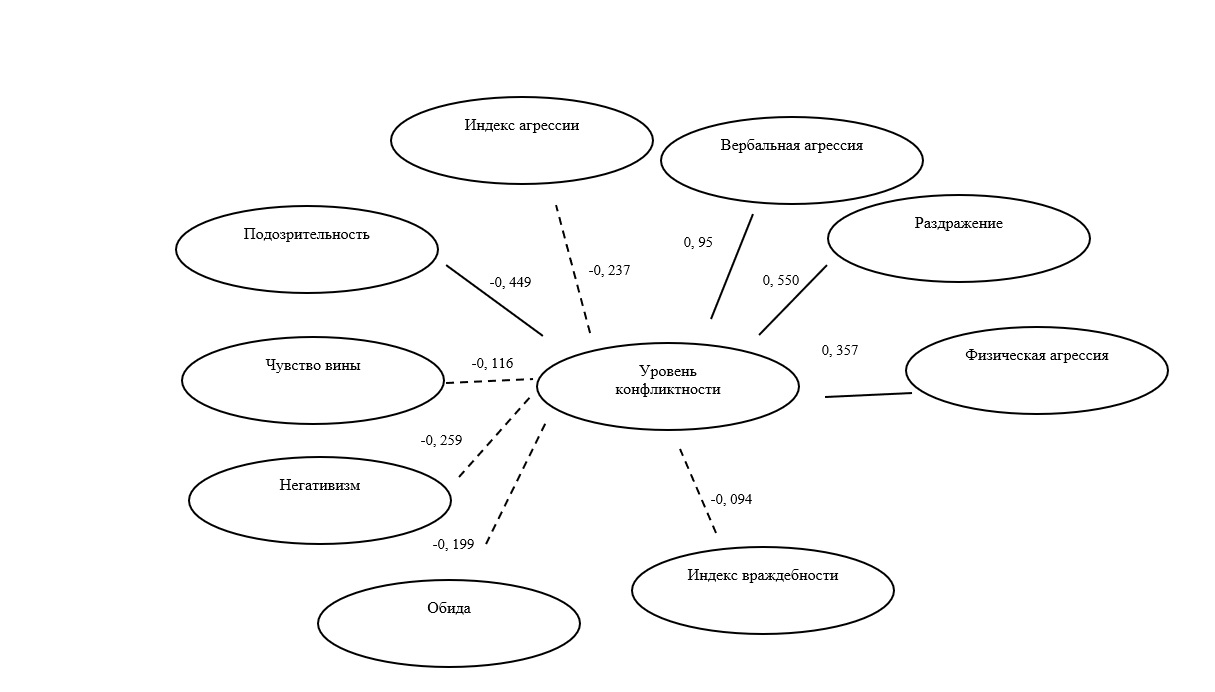 Индекс агрессии
Вербальная агрессия
Раздражение
Подозрительность
0, 95
-0, 237
0, 550
-0, 449
Физическая агрессия
0, 357
Чувство вины
-0, 116
Уровень
конфликтности
-0, 259
Негативизм
-0, 094
-0, 199
Индекс враждебности
Обида